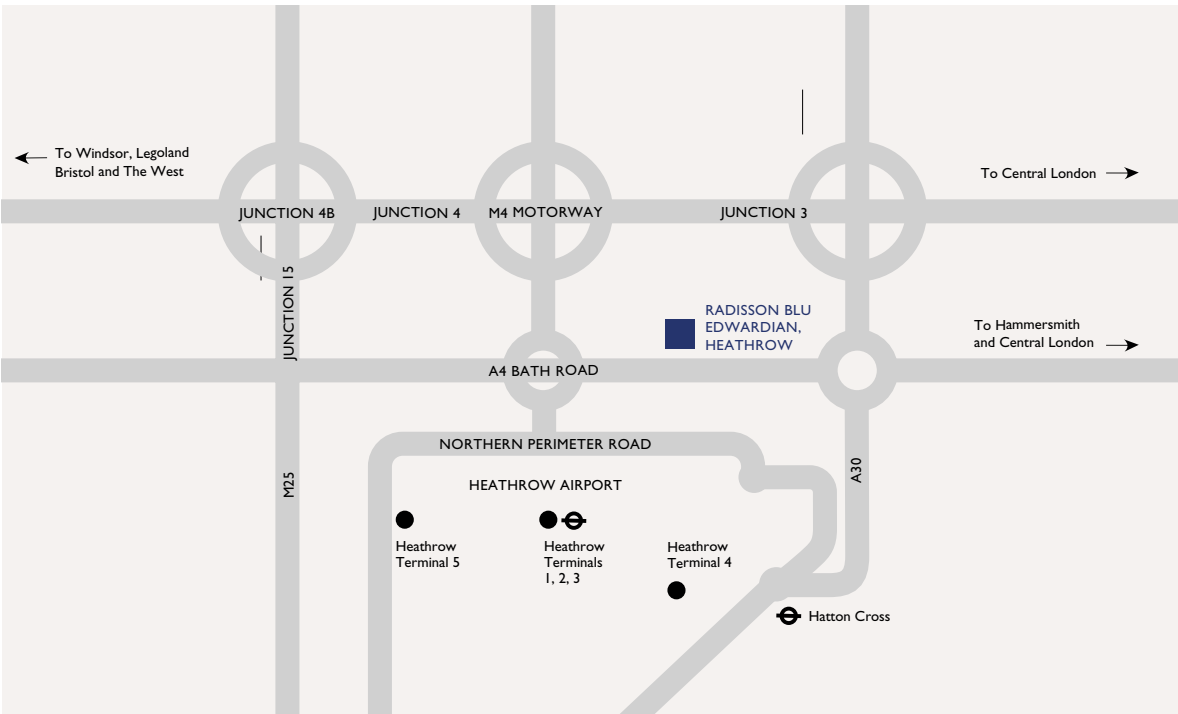 To Windsor, Legoland
Bristol and The West
To Central London
JUNCTION 4B
JUNCTION 4
M4 MOTORWAY
JUNCTION 3
JUNCTION 15
RADISSON BLU
EDWARDIAN,
HEATHROW
To Hammersmith
and Central London
A4 BATH ROAD
NORTHERN PERIMETER ROAD
M25
A30
HEATHROW AIRPORT
Heathrow
Terminal 5
Heathrow
Terminals
1, 2, 3
Heathrow
Terminal 4
Hatton Cross